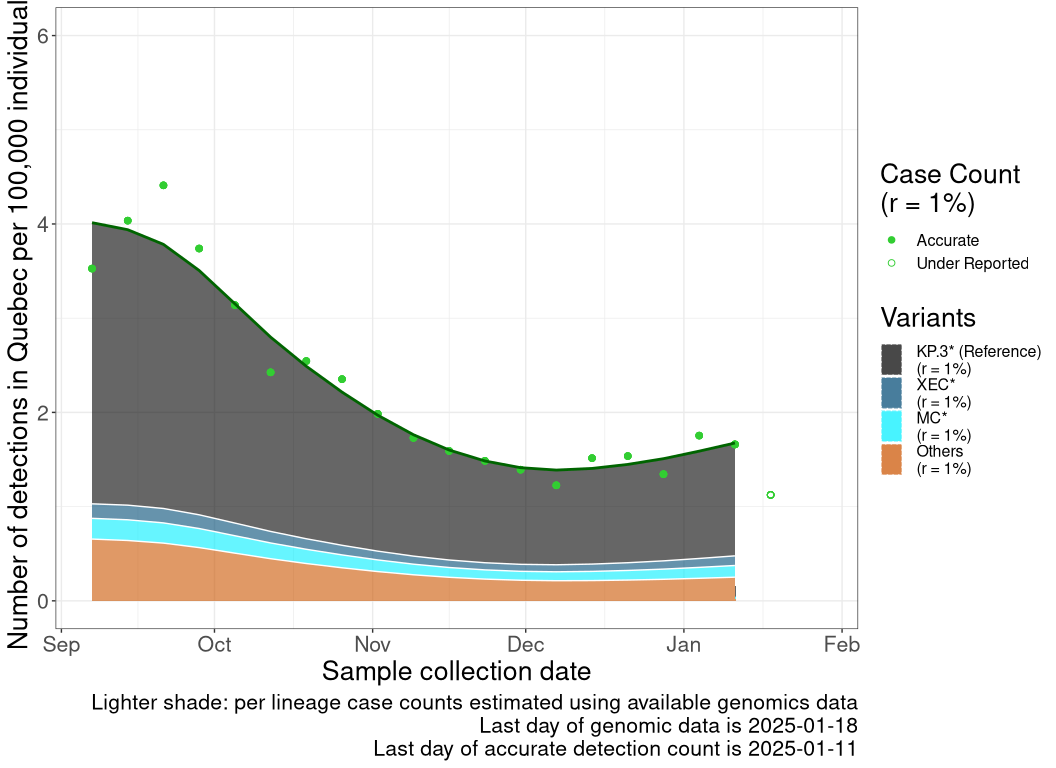 Number of detections in Quebec per 100,000 individual
6
4
2
0
Sep Oct Nov Dec Jan Feb
Sample collection date
Lighter shade: per lineage case counts estimated using available genomics data
Last day of genomic data is 2025-01-18
Last day of accurate detection count is 2025-01-11
Case Count
(r = 1%)
Accurate
Under Reported
Variants
KP.3* (Reference)
(r = 1%)
XEC*
(r = 1%)
MC*
(r = 1%)
Others
(r = 1%)